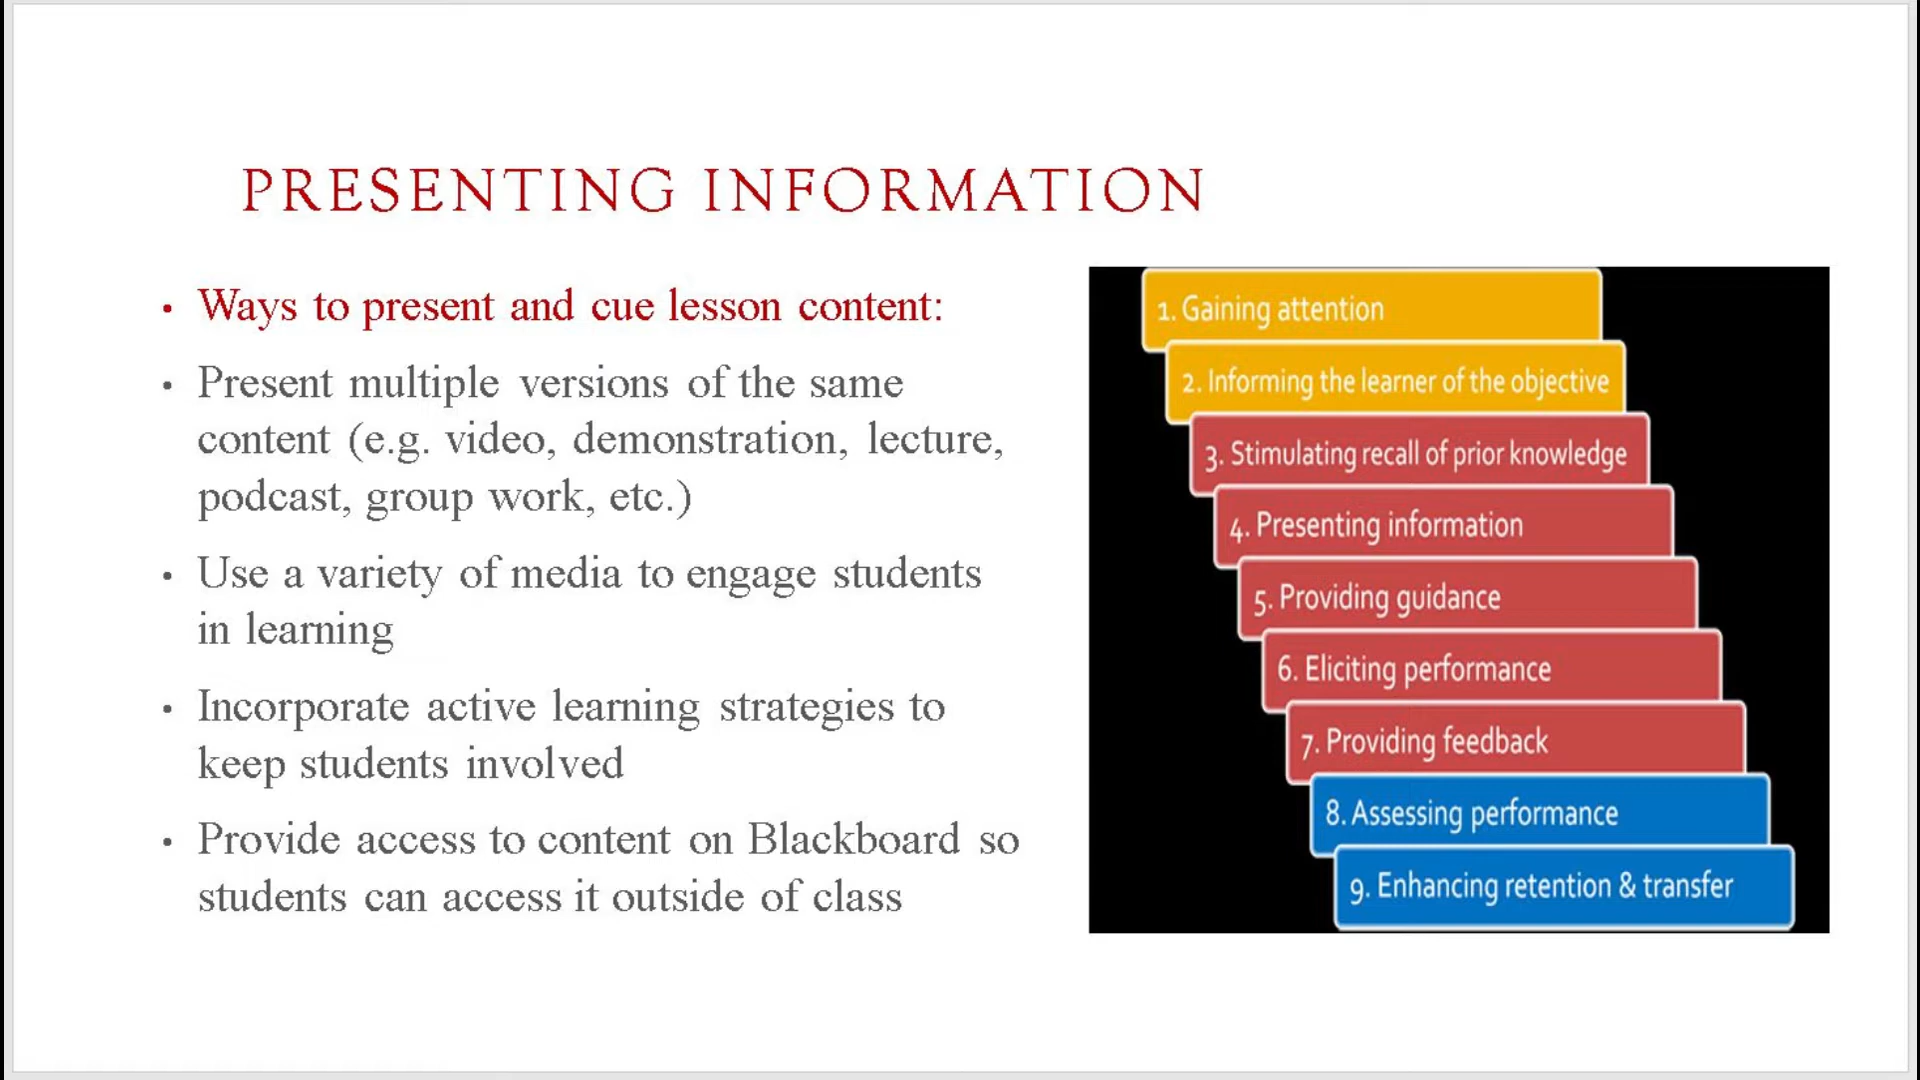 PRESENTING INFORMATION
• Ways to present and cue lesson content:
• Present multiple versions of the same
content (e.g. video, demonstration, lecture,
podcast, group work, etc.)
• Use a variety of media to engage students
in learning
• Incorporate active learning strategies to
keep students involved
• Provide access to content on Blackboard so
students can access it outside of class
1. Gaining attention
2. Informing the learner of the objective
3. Stimulating recall of prior knowledge
4. Presenting information
5. Providing guidance
6. Eliciting performance
7. Providing feedback
8. Assessing performance
9. Enhancing retention & transfer